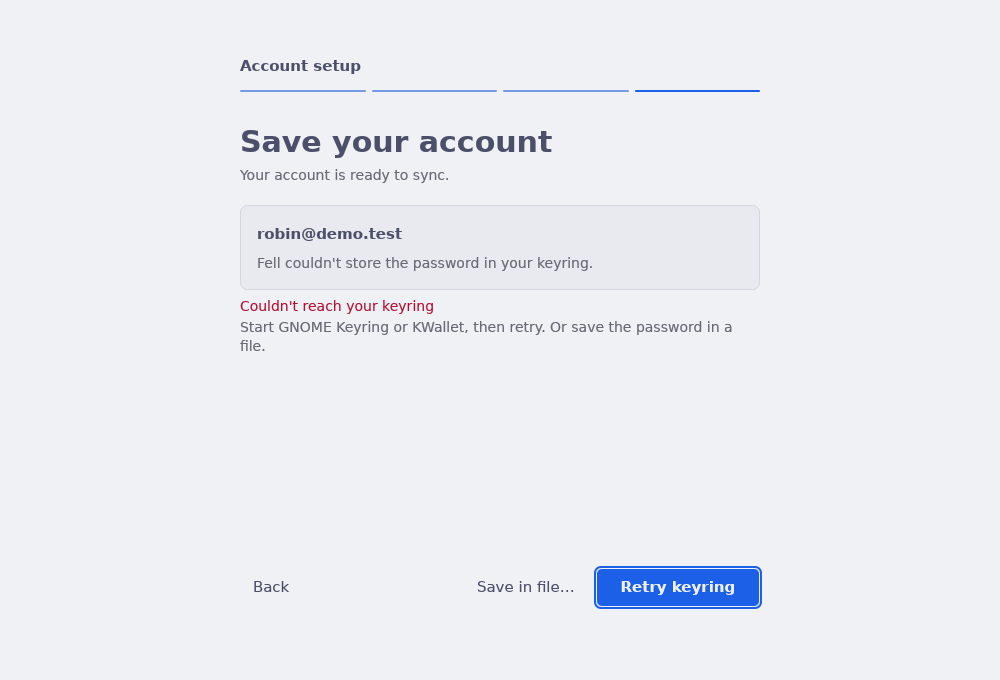 Account setup
Save your account
Your account is ready to sync.
robin@demo.test
Fell couldn't store the password in your keyring.
Couldn't reach your keyring
Start GNOME Keyring or KWallet, then retry. Or save the password in a
file.
Back
Save in file…
Retry keyring